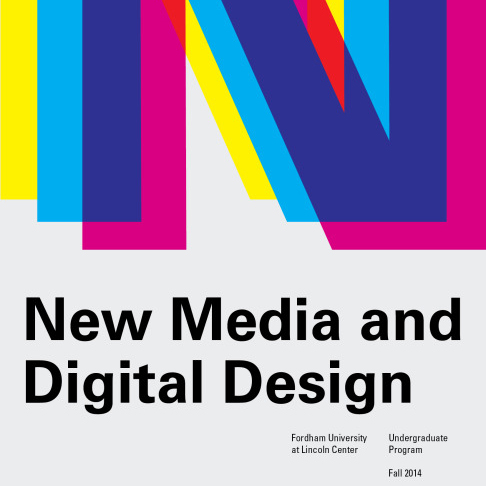 N
New Media and
Digital Design
Fordham University
at Lincoln Center
Undergraduate
Program
Fall 2014